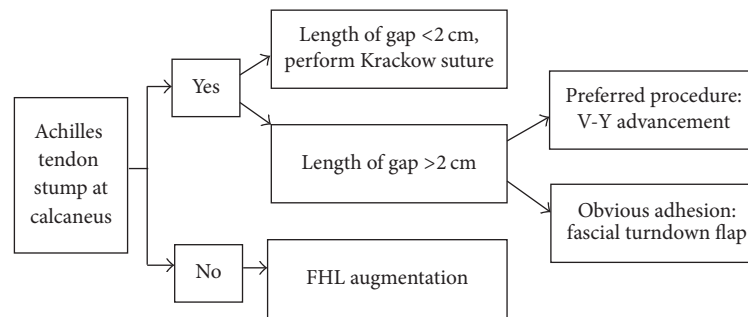 Achilles
tendon
stump at
calcaneus
Yes
Length of gap <2 cm,
perform Krackow suture
Length of gap >2 cm
Preferred procedure:
V-Y advancement
Obvious adhesion:
fascial turndown flap
No
FHL augmentation